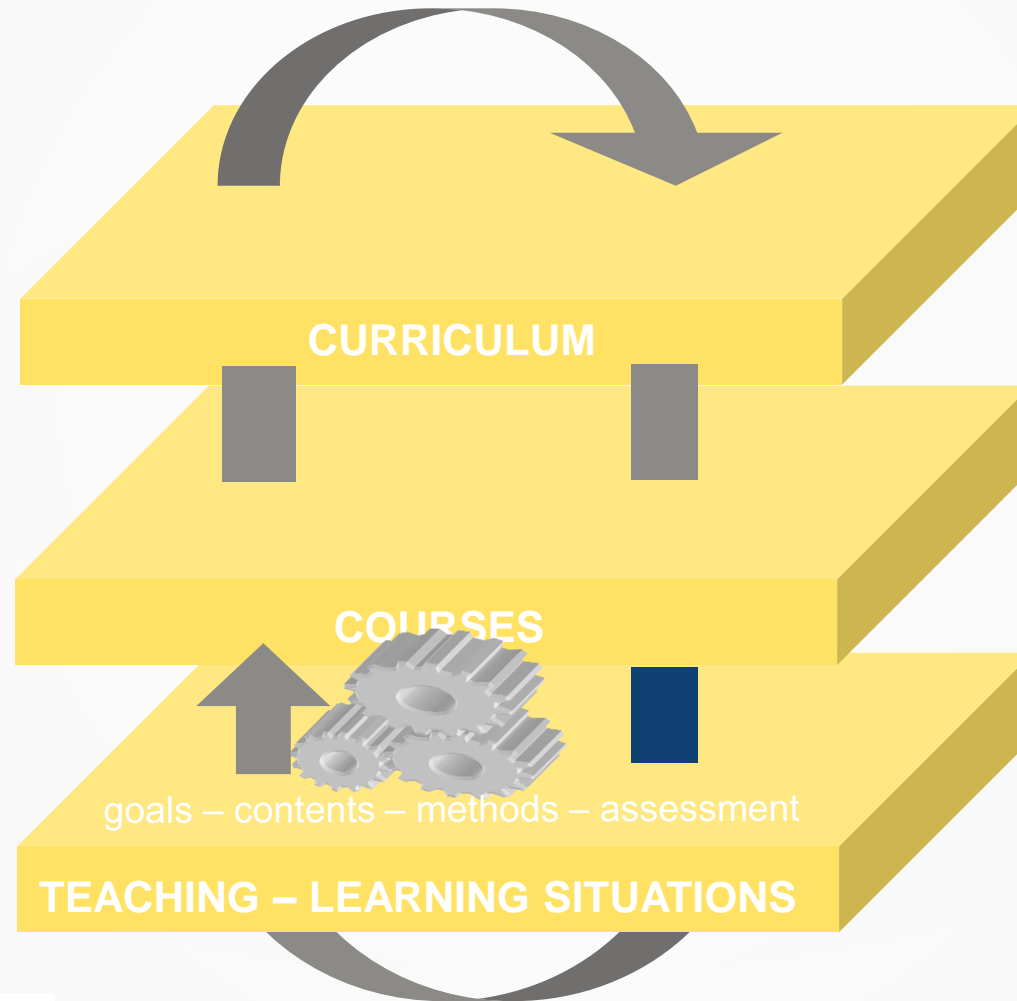 CURRICULUM
COURSES
goals – contents – methods – assessment
TEACHING – LEARNING SITUATIONS